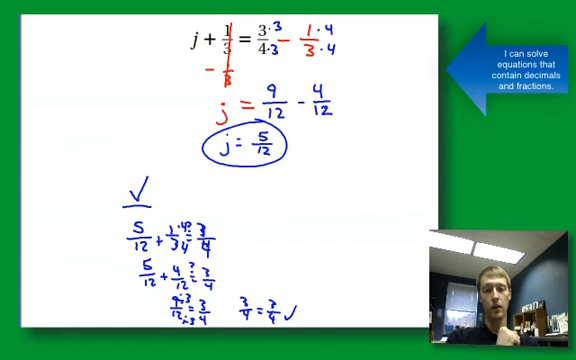 j + 1/3 = 3·3/4·3 − 1·4/3·4
− 1/3
j = 9/12 − 4/12
j = 5/12
✓
5/12 + 1·4/3·4 ?= 3/4
5/12 + 4/12 ?= 3/4
9÷3/12÷3 = 3/4 3/4 = 3/4 ✓
I can solve
equations that
contain decimals
and fractions.